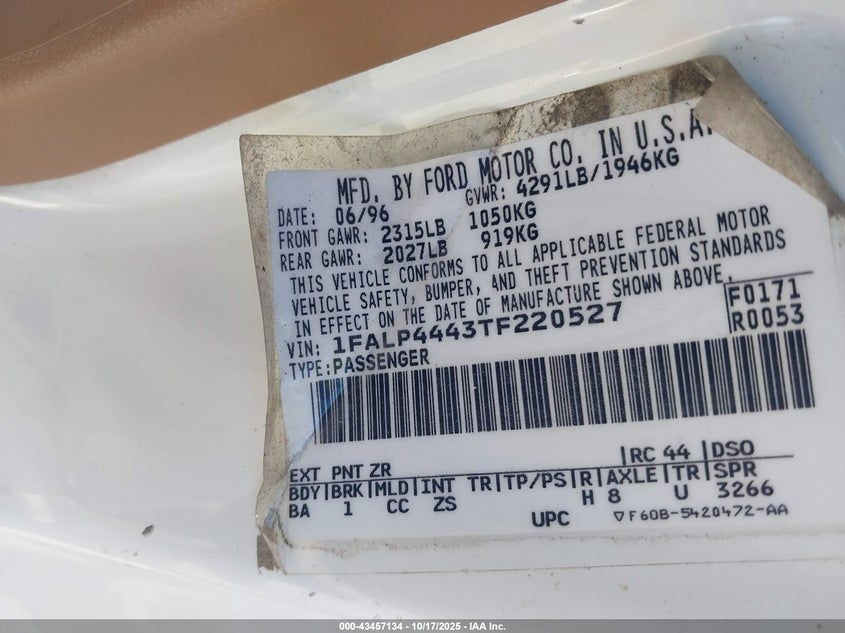 MFD. BY FORD MOTOR CO. IN U.S.A.
DATE: 06/96 GVWR: 4291LB/1946KG
FRONT GAWR: 2315LB 1050KG
REAR GAWR: 2027LB 919KG
THIS VEHICLE CONFORMS TO ALL APPLICABLE FEDERAL MOTOR
VEHICLE SAFETY, BUMPER, AND THEFT PREVENTION STANDARDS
IN EFFECT ON THE DATE OF MANUFACTURE SHOWN ABOVE.
VIN: 1FALP4443TF220527 F0171
TYPE:PASSENGER R0053
EXT PNT ZR RC 44 DSO
BDY BRK MLD INT TR TP/PS R AXLE TR SPR
BA 1 CC ZS H 8 U 3266
UPC ▽F60B-5420472-AA
000-43457134 - 10/17/2025 - IAA Inc.